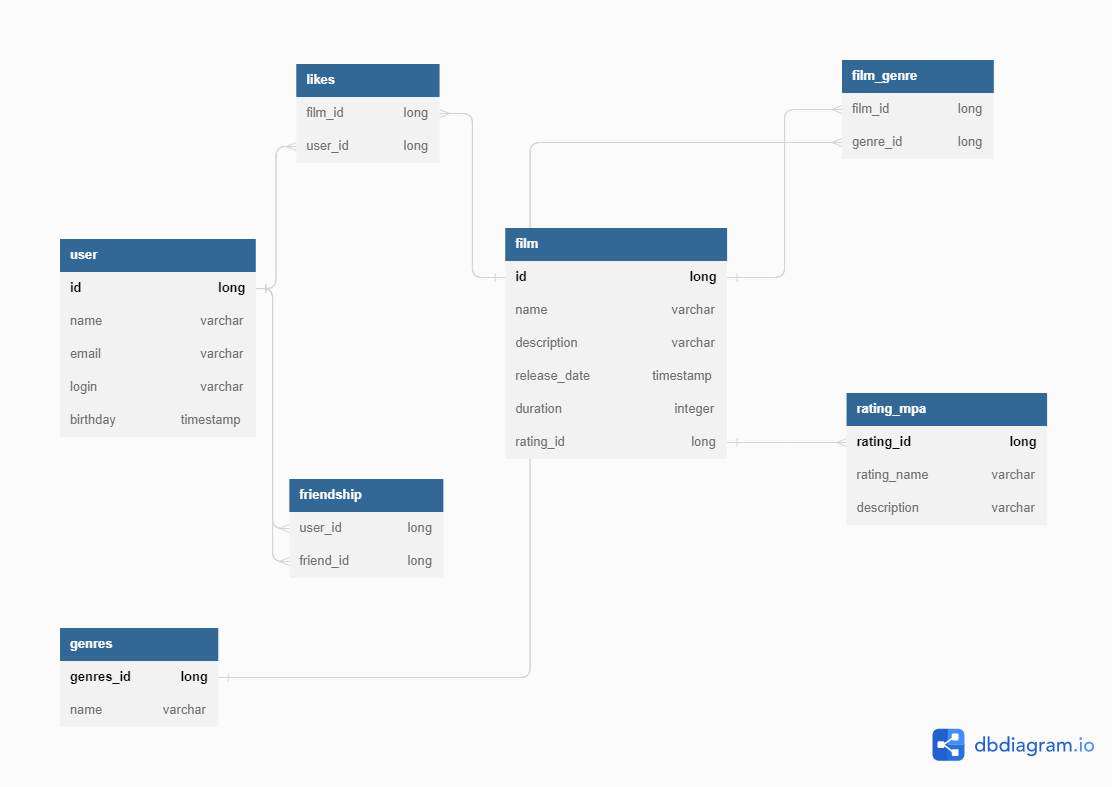 likes
film_id long
user_id long
film_genre
film_id long
genre_id long
user
id long
name varchar
email varchar
login varchar
birthday timestamp
film
id long
name varchar
description varchar
release_date timestamp
duration integer
rating_id long
rating_mpa
rating_id long
rating_name varchar
description varchar
friendship
user_id long
friend_id long
genres
genres_id long
name varchar
dbdiagram.io